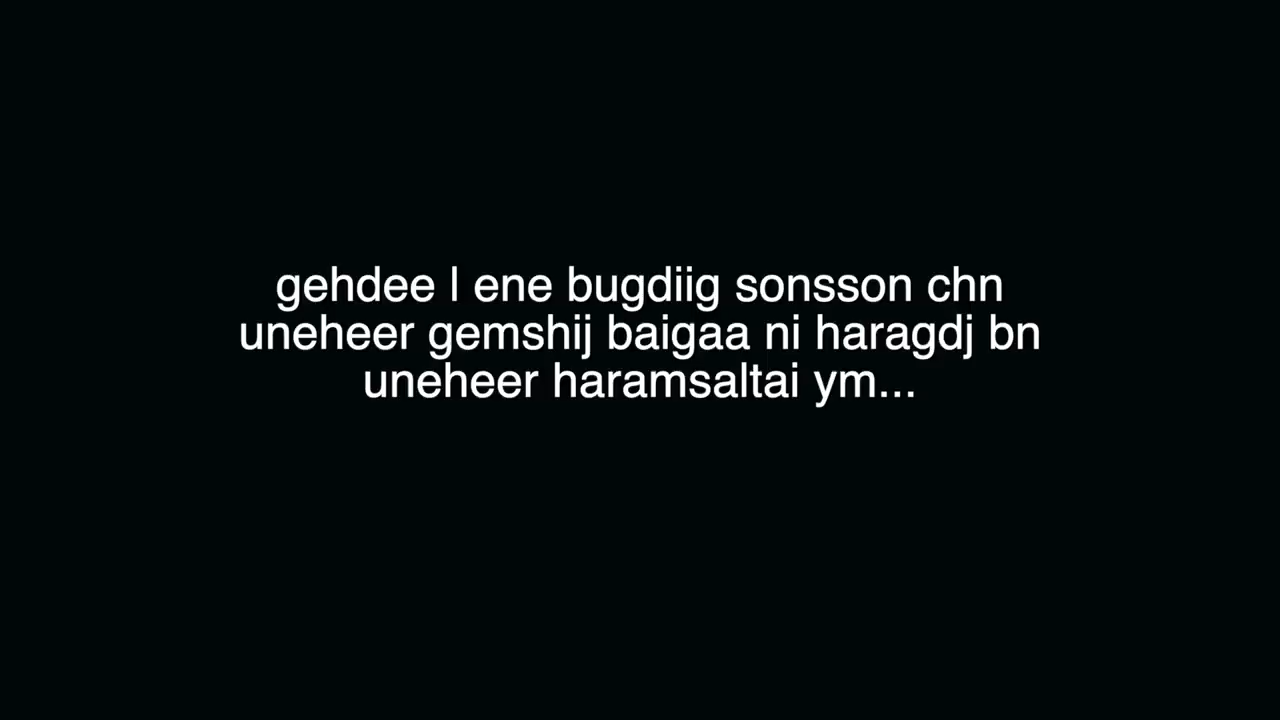 gehdee l ene bugdiig sonsson chn
uneheer gemshij baigaa ni haragdj bn
uneheer haramsaltai ym...